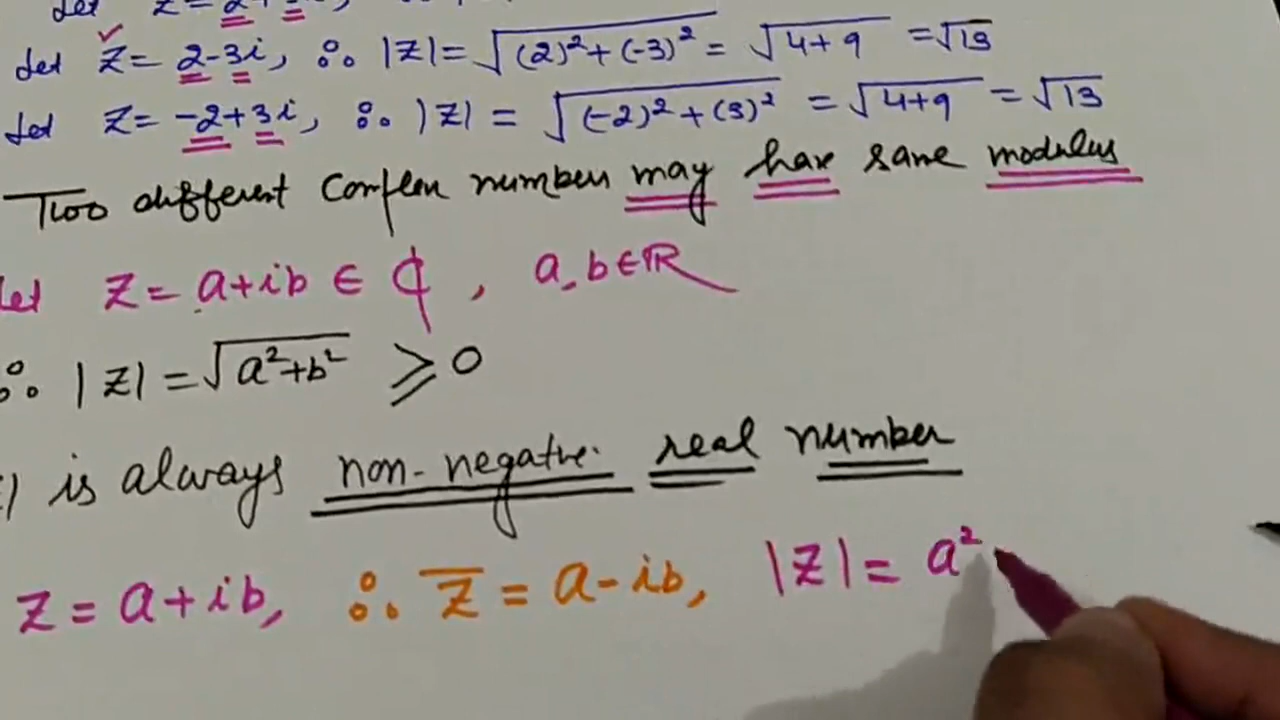 let z = 2
let z = 2-3i, ∴ |z| = √(2)²+(-3)² = √4+9 = √13
let z = -2+3i, ∴ |z| = √(-2)²+(3)² = √4+9 = √13
Two different complex numbers may have same modulus
let z = a+ib ∈ ℂ, a,b∈ℝ
∴ |z| = √a²+b² ≥ 0
| is always non-negative real number
z = a+ib, ∴ z̅ = a-ib, |z| = a²